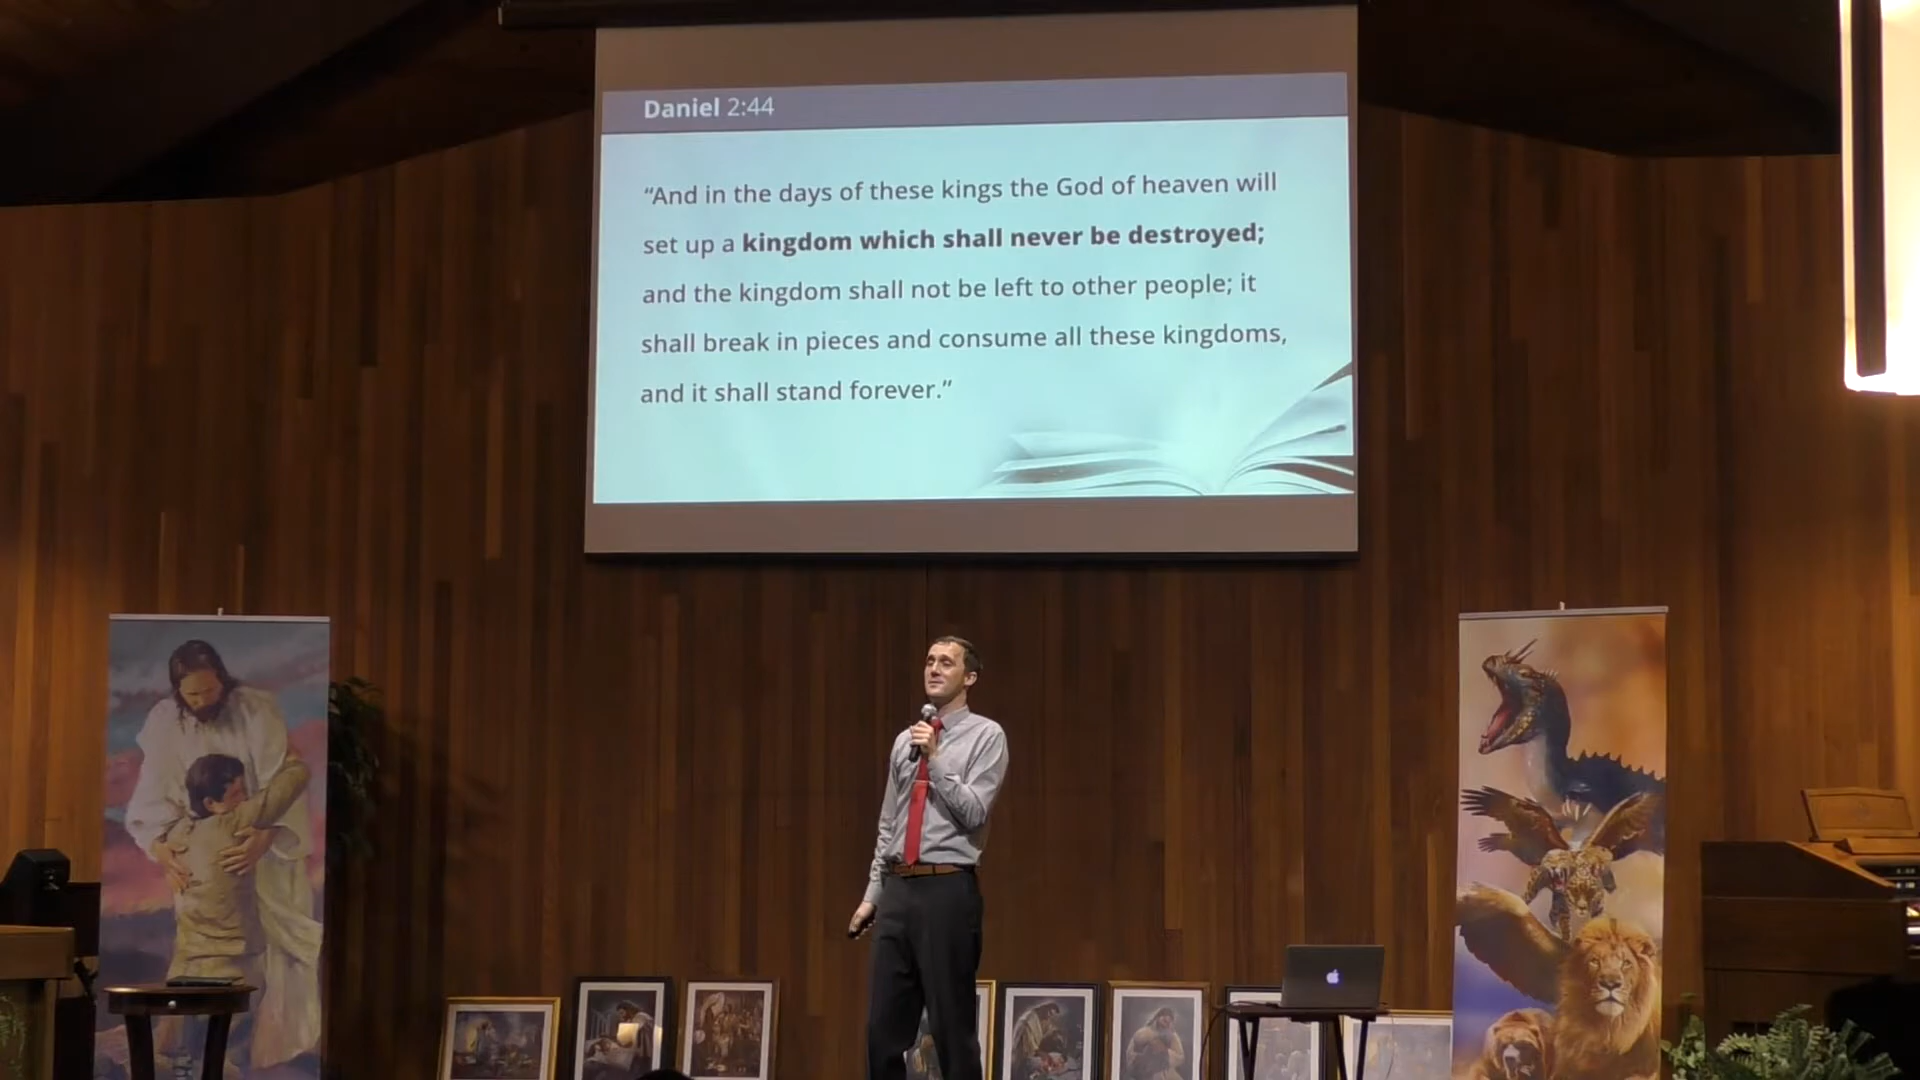 Daniel 2:44
“And in the days of these kings the God of heaven will
set up a kingdom which shall never be destroyed;
and the kingdom shall not be left to other people; it
shall break in pieces and consume all these kingdoms,
and it shall stand forever.”